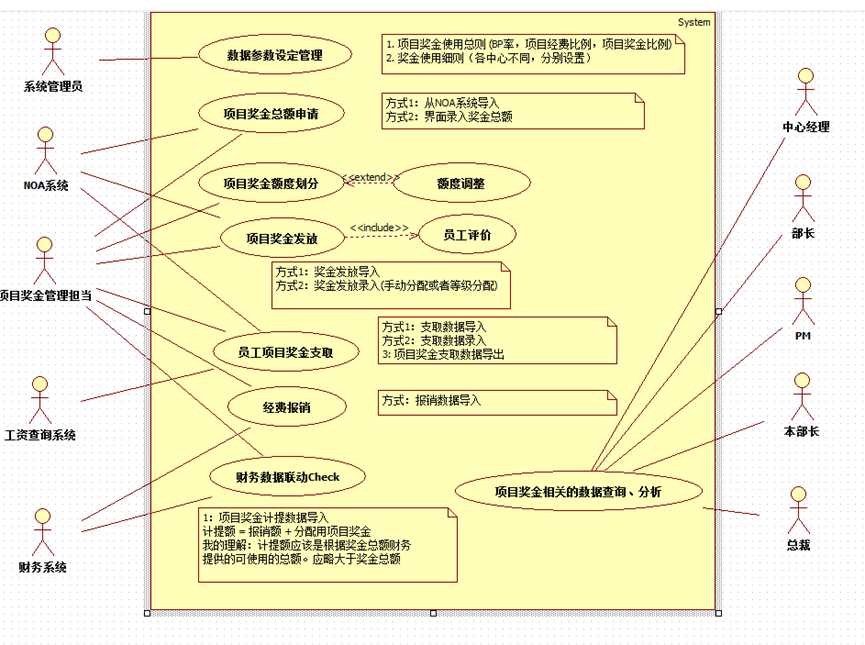 System
系统管理员
数据参数设定管理
1. 项目奖金使用总则 (BP率，项目经费比例，项目奖金比例)
2. 奖金使用细则（各中心不同，分别设置）
中心经理
项目奖金总额申请
方式1：从NOA系统导入
方式2：界面录入奖金总额
NOA系统
项目奖金额度划分
<<extend>>
额度调整
部长
项目奖金发放
<<include>>
员工评价
项目奖金管理担当
方式1：奖金发放导入
方式2：奖金发放录入(手动分配或者等级分配)
PM
员工项目奖金支取
方式1：支取数据导入
方式2：支取数据录入
3: 项目奖金支取数据导出
工资查询系统
经费报销
方式：报销数据导入
本部长
财务数据联动Check
项目奖金相关的数据查询、分析
财务系统
1：项目奖金计提数据导入
计提额 = 报销额 + 分配用项目奖金
我的理解：计提额应该是根据奖金总额财务
提供的可使用的总额。应略大于奖金总额
总裁